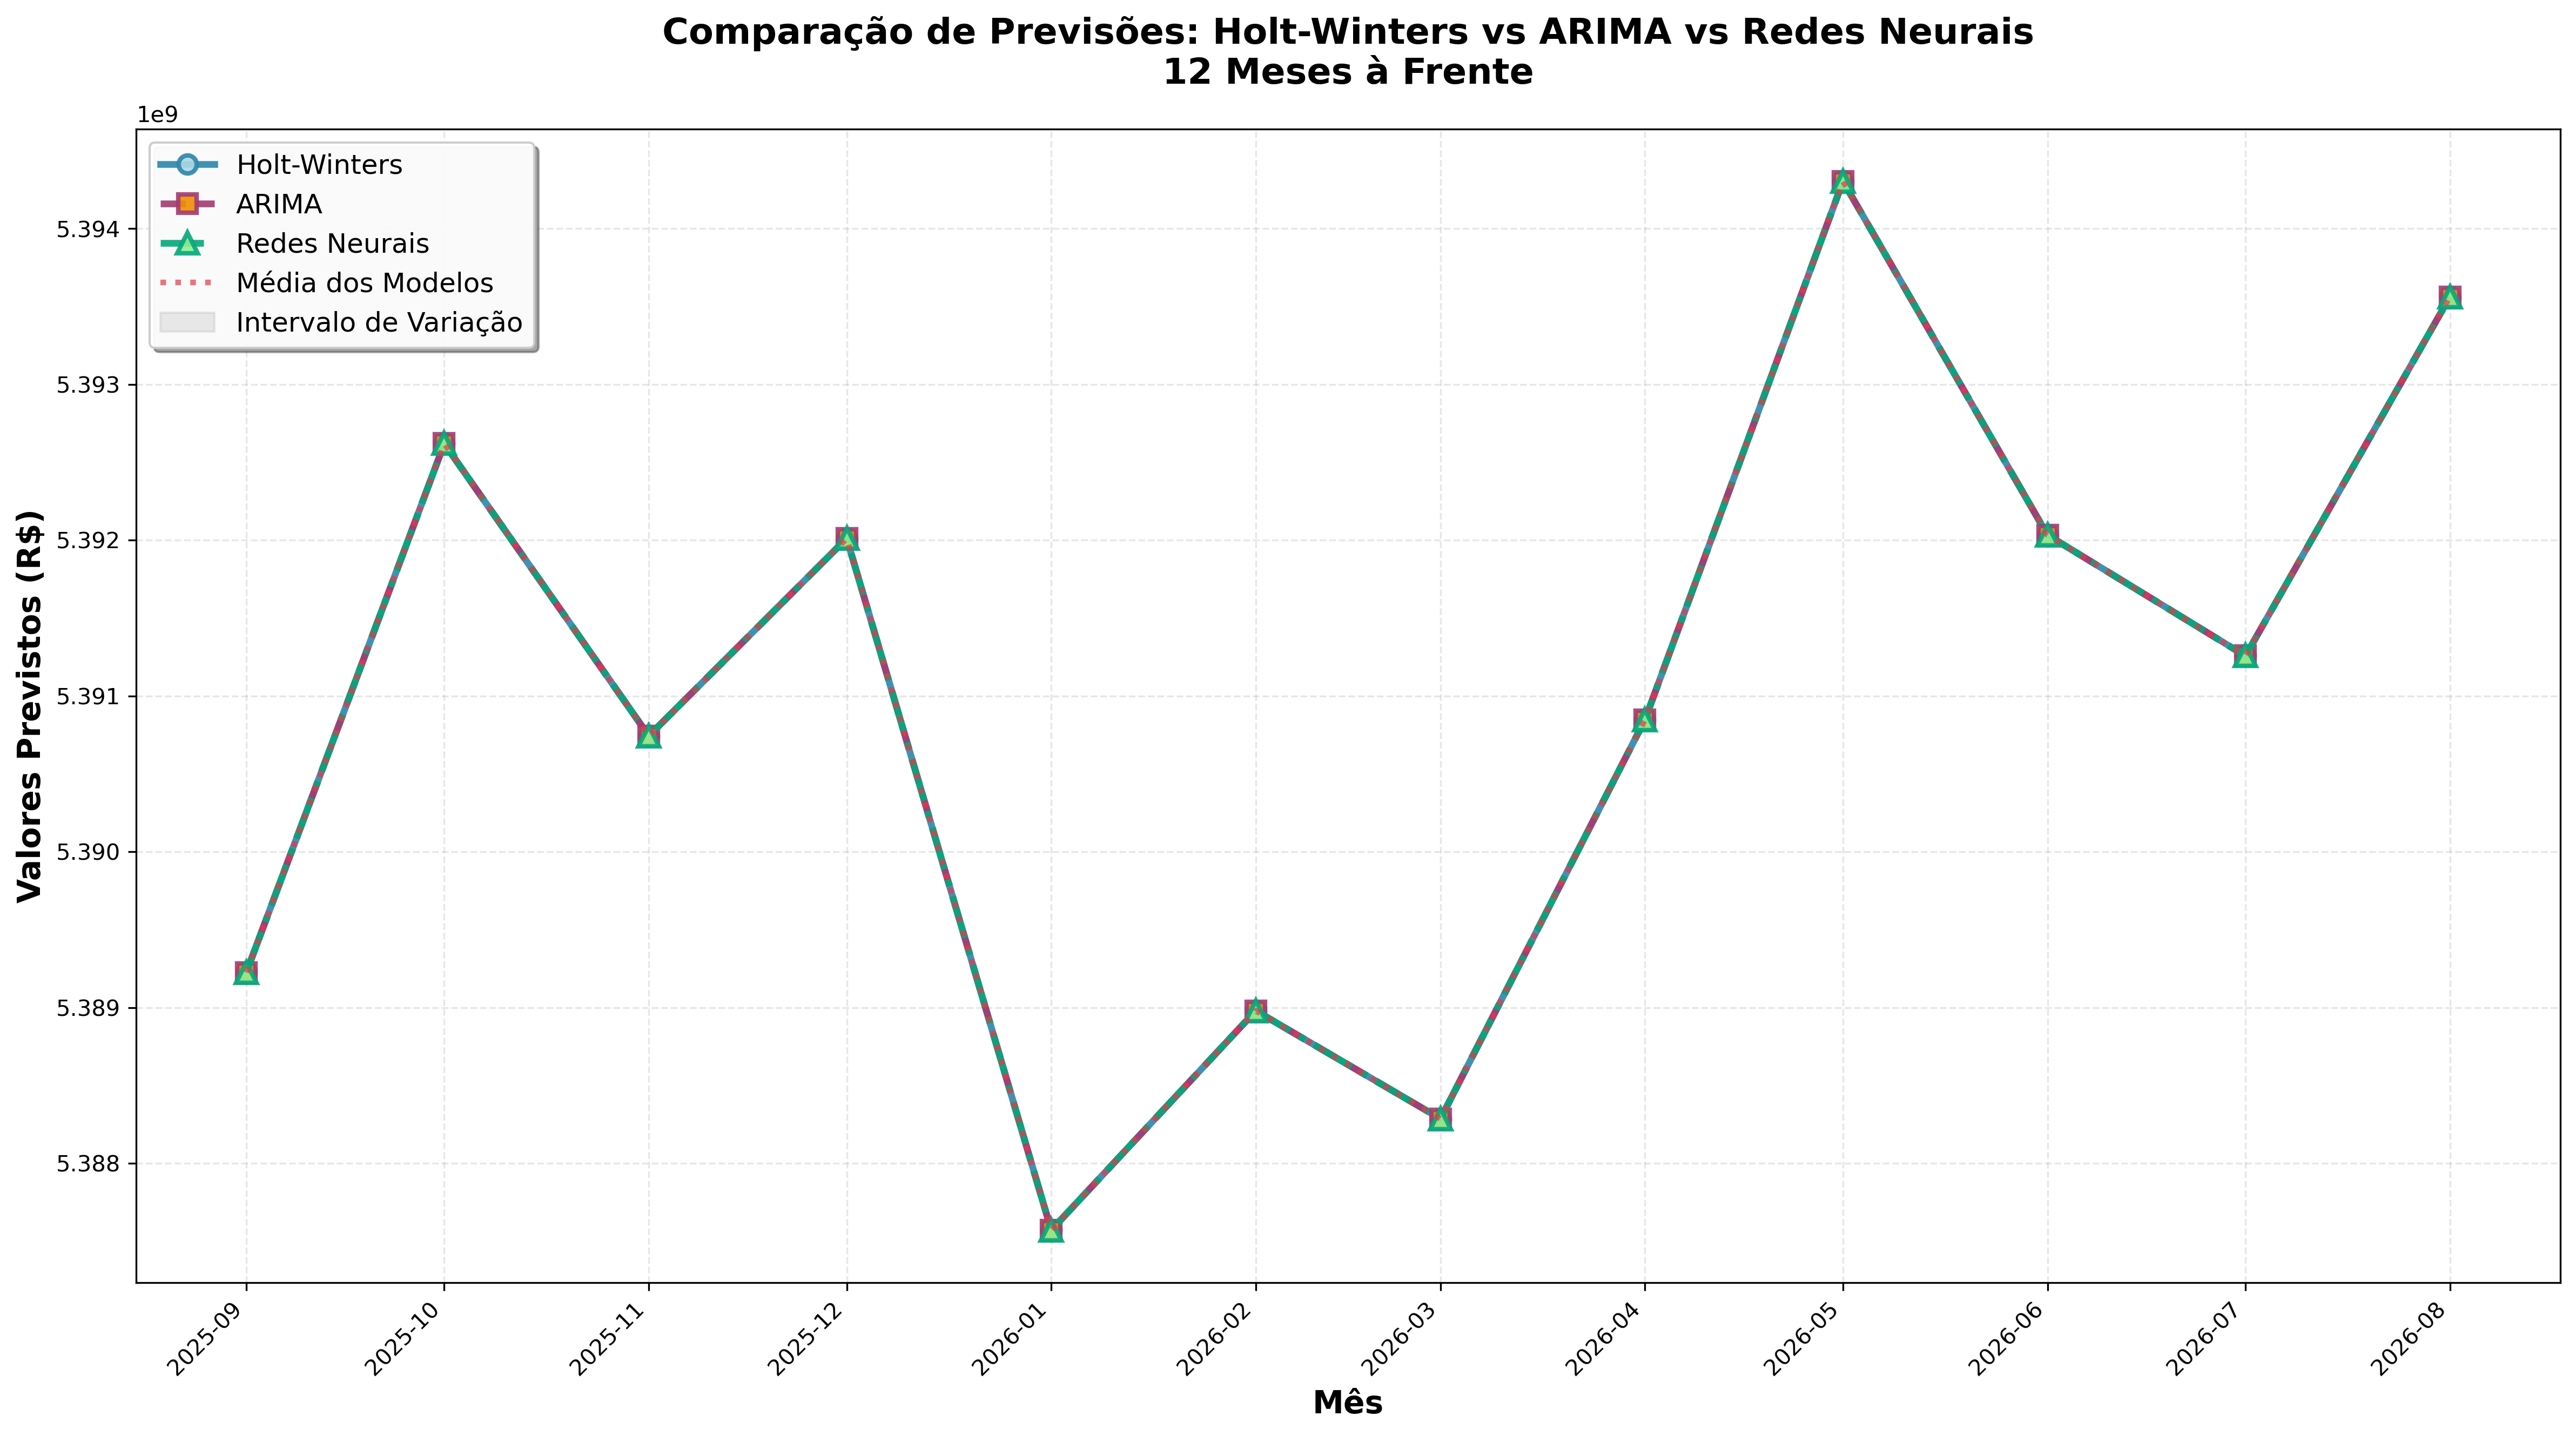 Comparação de Previsões: Holt-Winters vs ARIMA vs Redes Neurais
12 Meses à Frente
1e9
Holt-Winters
ARIMA
Redes Neurais
Média dos Modelos
Intervalo de Variação
5.394
5.393
5.392
5.391
5.390
5.389
5.388
Valores Previstos (R$)
2025-09
2025-10
2025-11
2025-12
2026-01
2026-02
2026-03
2026-04
2026-05
2026-06
2026-07
2026-08
Mês